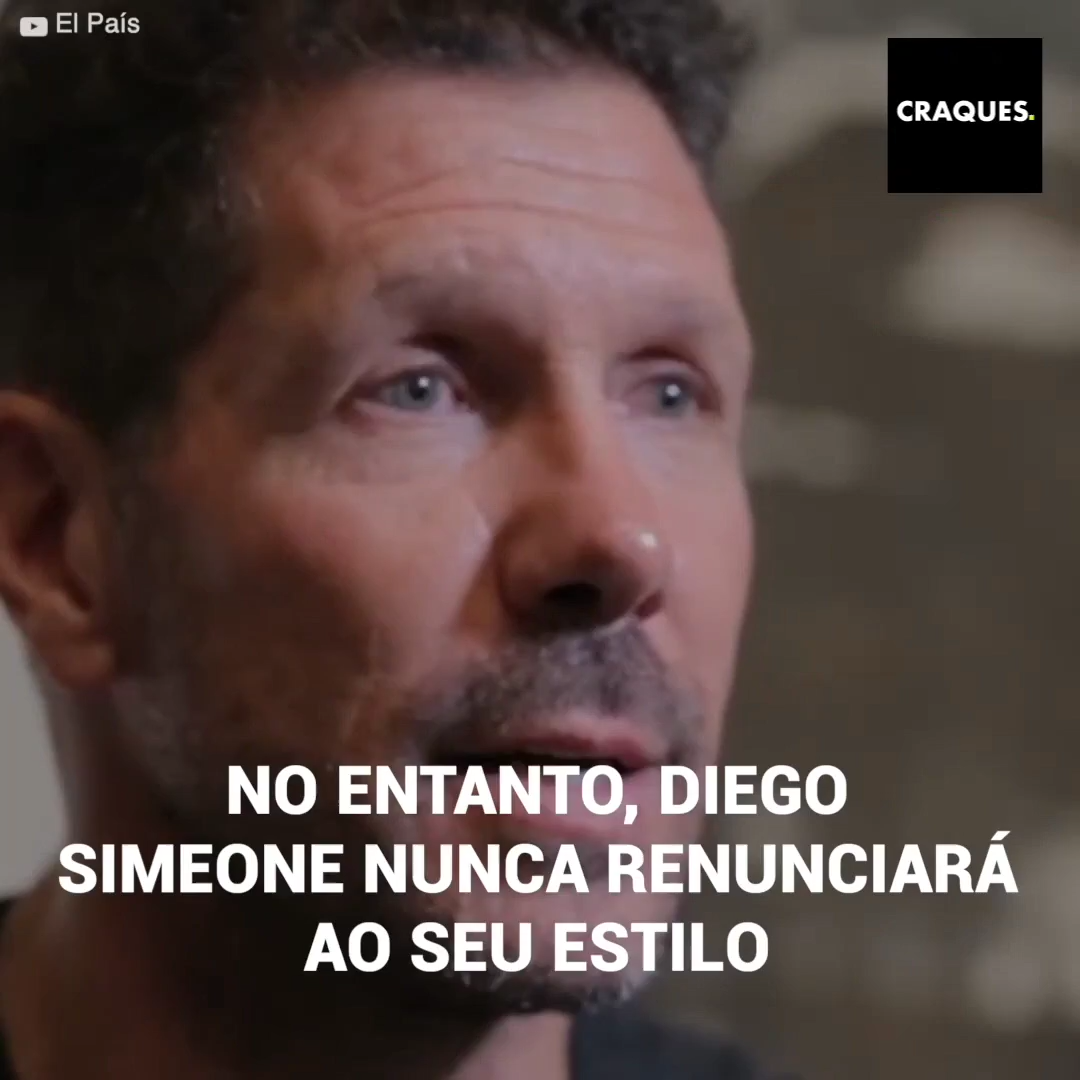 El País
CRAQUES.
NO ENTANTO, DIEGO
SIMEONE NUNCA RENUNCIARÁ
AO SEU ESTILO